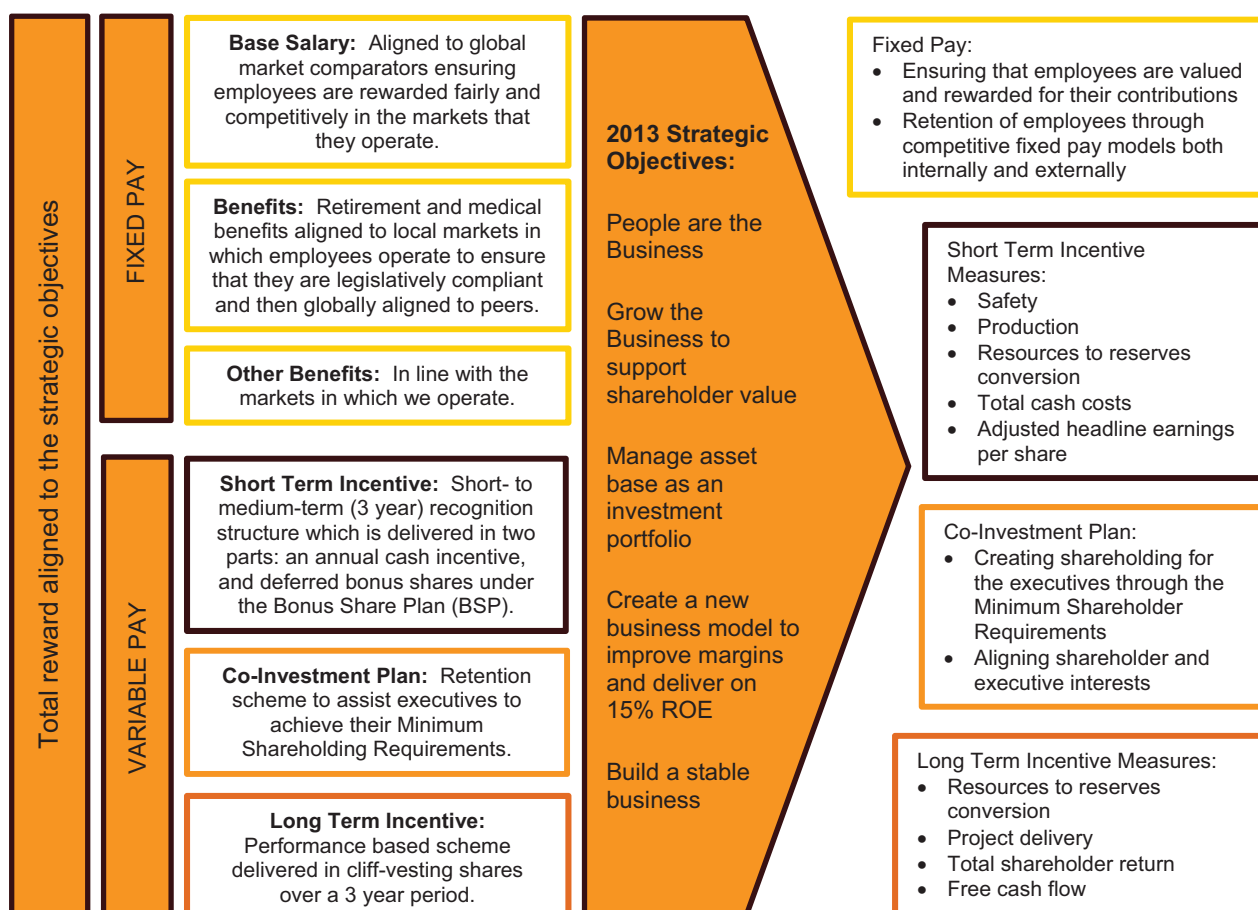 Total reward aligned to the strategic objectives
FIXED PAY
Base Salary: Aligned to global
market comparators ensuring
employees are rewarded fairly and
competitively in the markets that
they operate.
Benefits: Retirement and medical
benefits aligned to local markets in
which employees operate to ensure
that they are legislatively compliant
and then globally aligned to peers.
Other Benefits: In line with the
markets in which we operate.
VARIABLE PAY
Short Term Incentive: Short- to
medium-term (3 year) recognition
structure which is delivered in two
parts: an annual cash incentive,
and deferred bonus shares under
the Bonus Share Plan (BSP).
Co-Investment Plan: Retention
scheme to assist executives to
achieve their Minimum
Shareholding Requirements.
Long Term Incentive:
Performance based scheme
delivered in cliff-vesting shares
over a 3 year period.
2013 Strategic
Objectives:
People are the
Business
Grow the
Business to
support
shareholder value
Manage asset
base as an
investment
portfolio
Create a new
business model to
improve margins
and deliver on
15% ROE
Build a stable
business
Fixed Pay:
• Ensuring that employees are valued
and rewarded for their contributions
• Retention of employees through
competitive fixed pay models both
internally and externally
Short Term Incentive
Measures:
• Safety
• Production
• Resources to reserves
conversion
• Total cash costs
• Adjusted headline earnings
per share
Co-Investment Plan:
• Creating shareholding for
the executives through the
Minimum Shareholder
Requirements
• Aligning shareholder and
executive interests
Long Term Incentive Measures:
• Resources to reserves
conversion
• Project delivery
• Total shareholder return
• Free cash flow